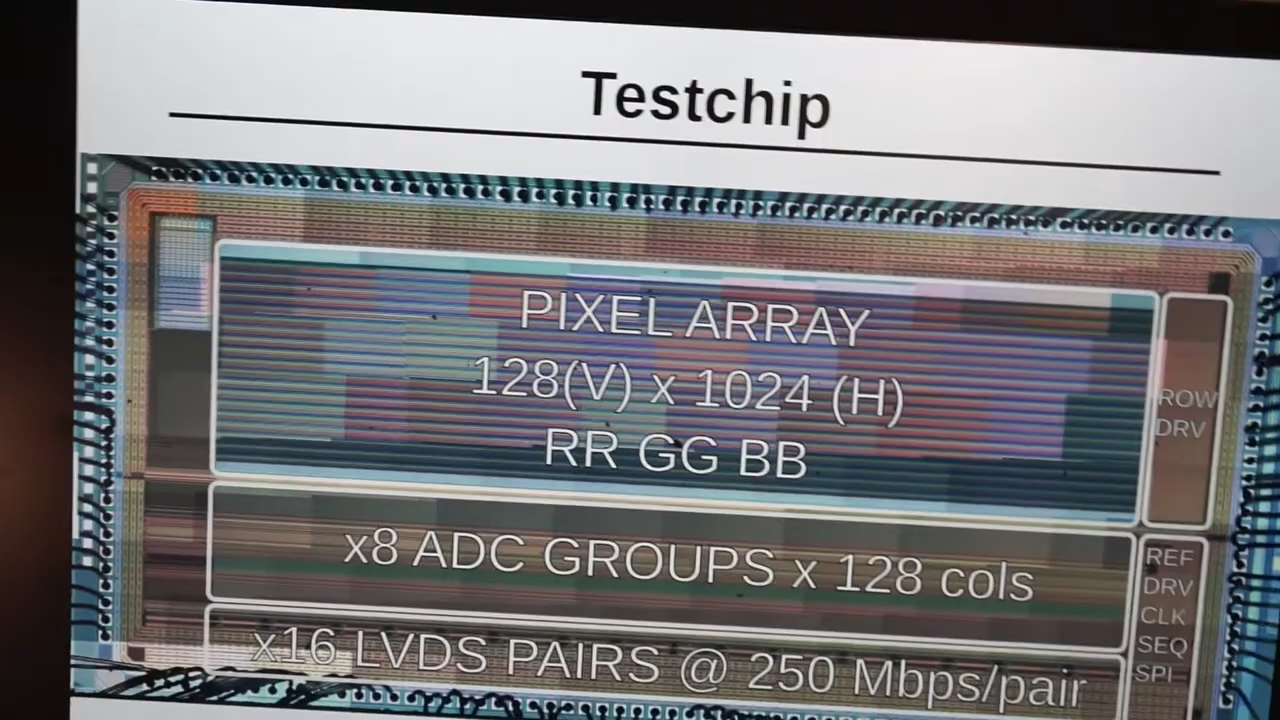 Testchip
PIXEL ARRAY
128(V) x 1024 (H)
RR GG BB
ROW
DRV
x8 ADC GROUPS x 128 cols
REF
DRV
CLK
SEQ
SPI
x16 LVDS PAIRS @ 250 Mbps/pair